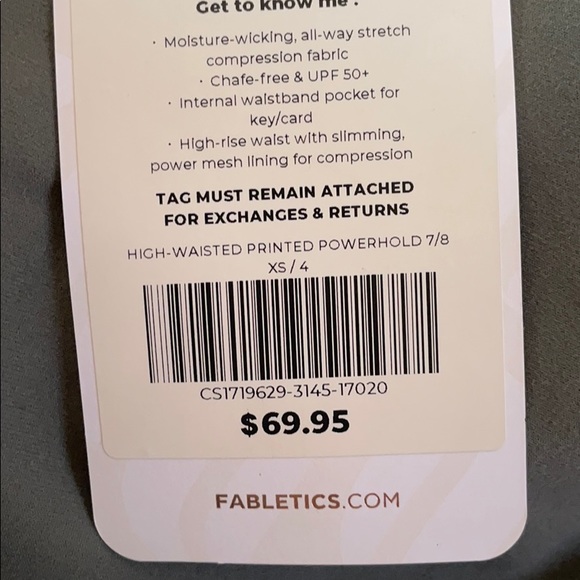 Get to know me :
· Moisture-wicking, all-way stretch
compression fabric
· Chafe-free & UPF 50+
· Internal waistband pocket for
key/card
· High-rise waist with slimming,
power mesh lining for compression
TAG MUST REMAIN ATTACHED
FOR EXCHANGES & RETURNS
HIGH-WAISTED PRINTED POWERHOLD 7/8
XS / 4
CS1719629-3145-17020
$69.95
FABLETICS.COM